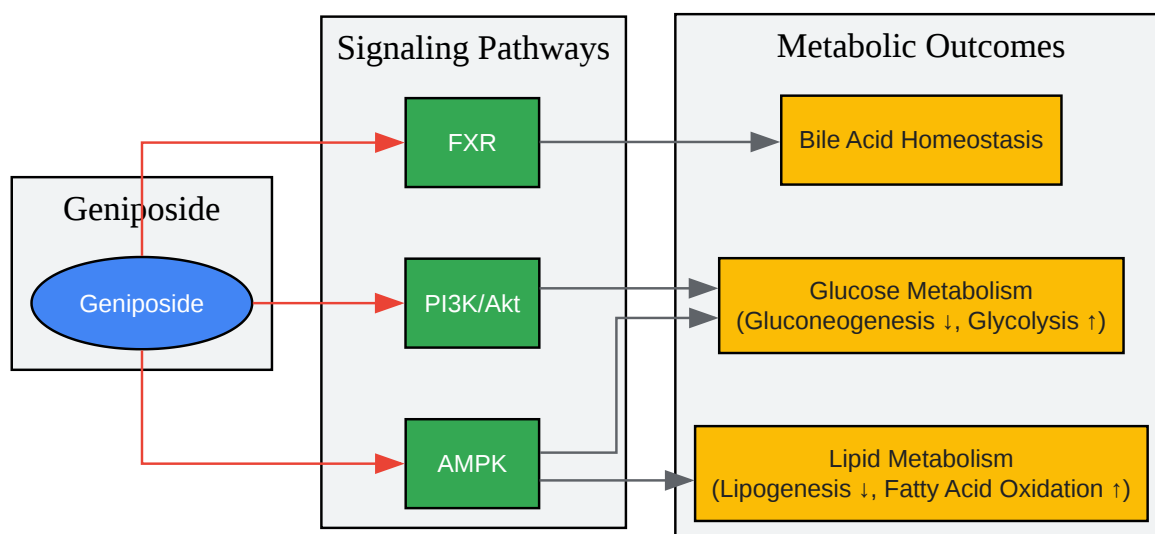 Geniposide
Geniposide
Signaling Pathways
FXR
PI3K/Akt
AMPK
Metabolic Outcomes
Bile Acid Homeostasis
Glucose Metabolism
(Gluconeogenesis ↓, Glycolysis ↑)
Lipid Metabolism
(Lipogenesis ↓, Fatty Acid Oxidation ↑)